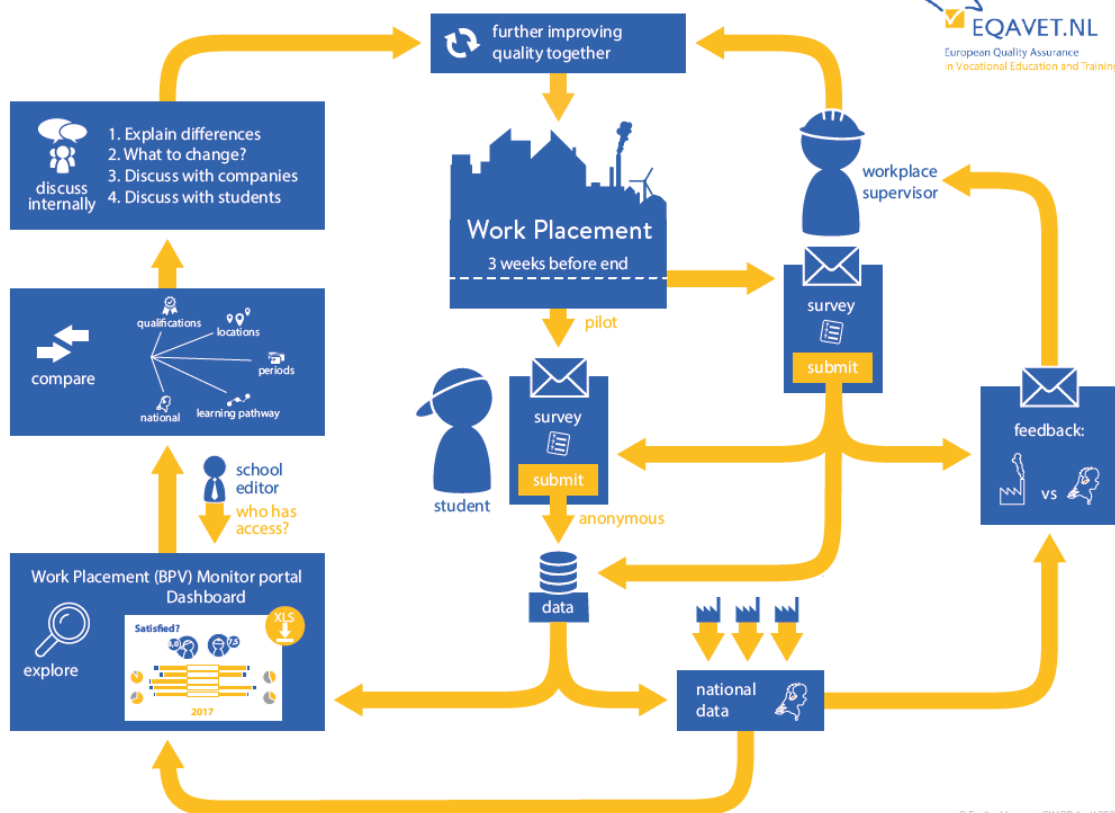 further improving
quality together
EQAVET.NL
European Quality Assurance
In Vocational Education and Training
1. Explain differences
2. What to change?
3. Discuss with companies
4. Discuss with students
discuss
internally
workplace
supervisor
Work Placement
3 weeks before end
qualifications
locations
periods
learning pathway
national
compare
pilot
survey
submit
survey
submit
student
anonymous
feedback:
vs
school
editor
who has
access?
Work Placement (BPV) Monitor portal
Dashboard
explore
XLS
Satisfied?
7,5
2017
data
national
data